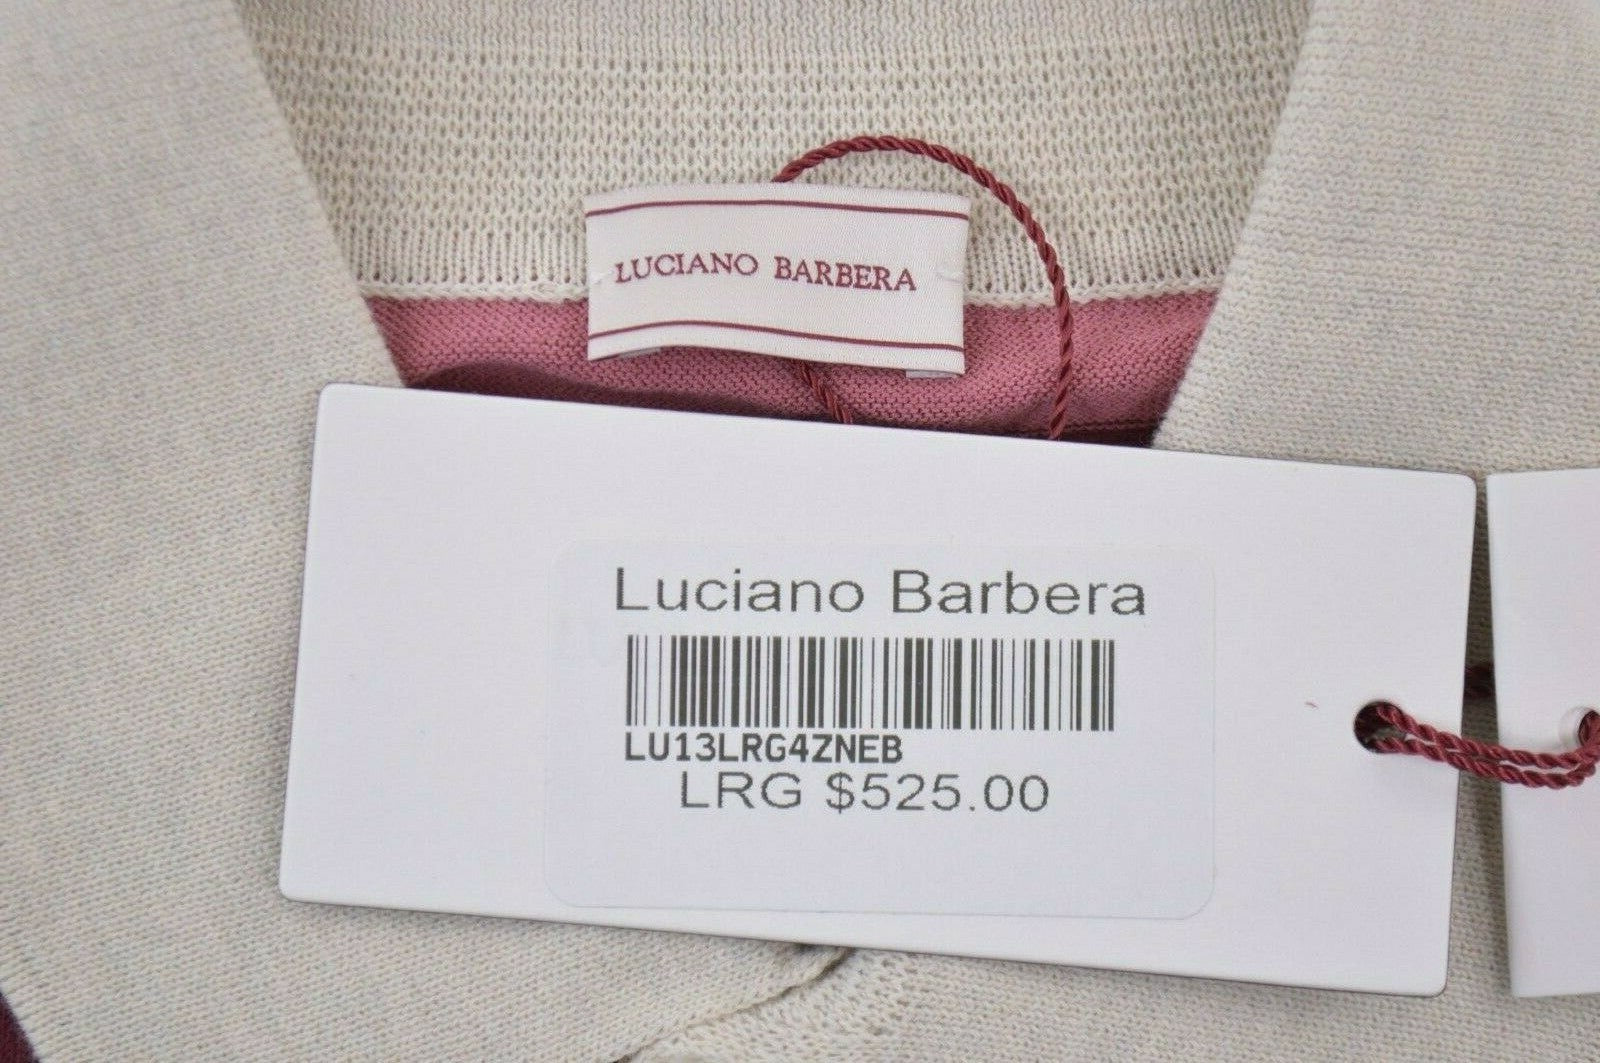 LUCIANO BARBERA
Luciano Barbera
LU13LRG4ZNEB
LRG $525.00